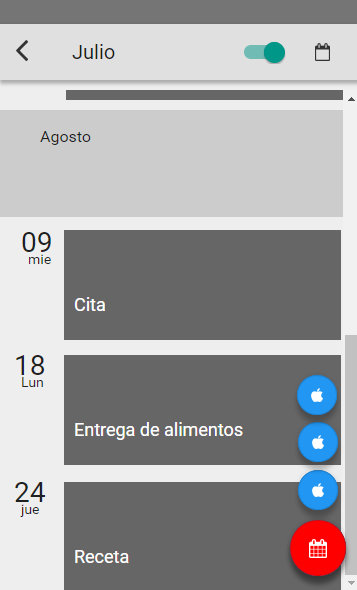 Julio
Agosto
09
mie
Cita
18
Lun
Entrega de alimentos
24
jue
Receta